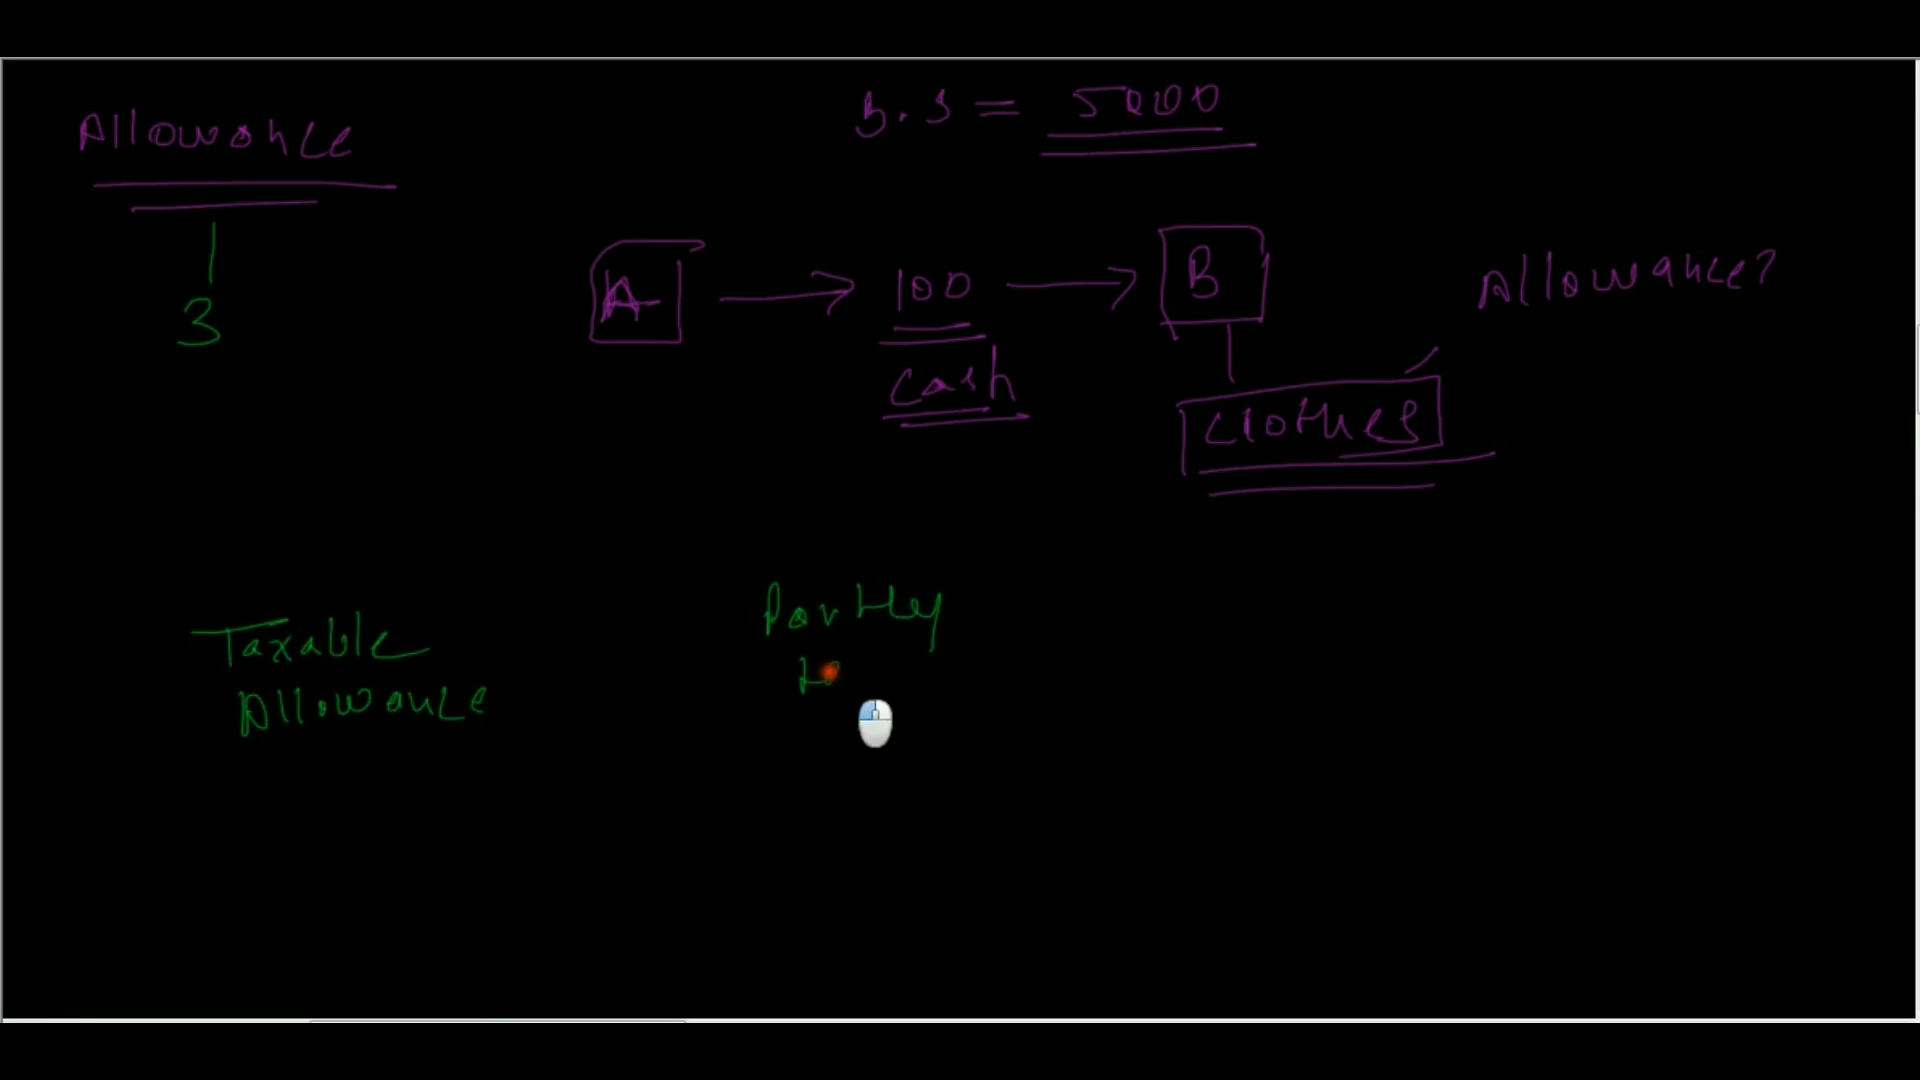 Allowance
B.S = 5000
3
A → 100 → B
Allowance?
cash
clothes
Taxable
Allowance
Partly